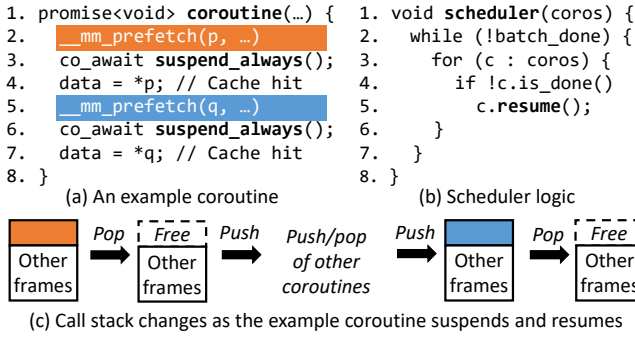 1. promise<void> coroutine(…) {
2. __mm_prefetch(p, …)
3. co_await suspend_always();
4. data = *p; // Cache hit
5. __mm_prefetch(q, …)
6. co_await suspend_always();
7. data = *q; // Cache hit
8. }
(a) An example coroutine
1. void scheduler(coros) {
2. while (!batch_done) {
3. for (c : coros) {
4. if !c.is_done()
5. c.resume();
6. }
7. }
8. }
(b) Scheduler logic
Other
frames
Pop
Free
Other
frames
Push
Push/pop
of other
coroutines
Push
Other
frames
Pop
Free
Other
frames
(c) Call stack changes as the example coroutine suspends and resumes